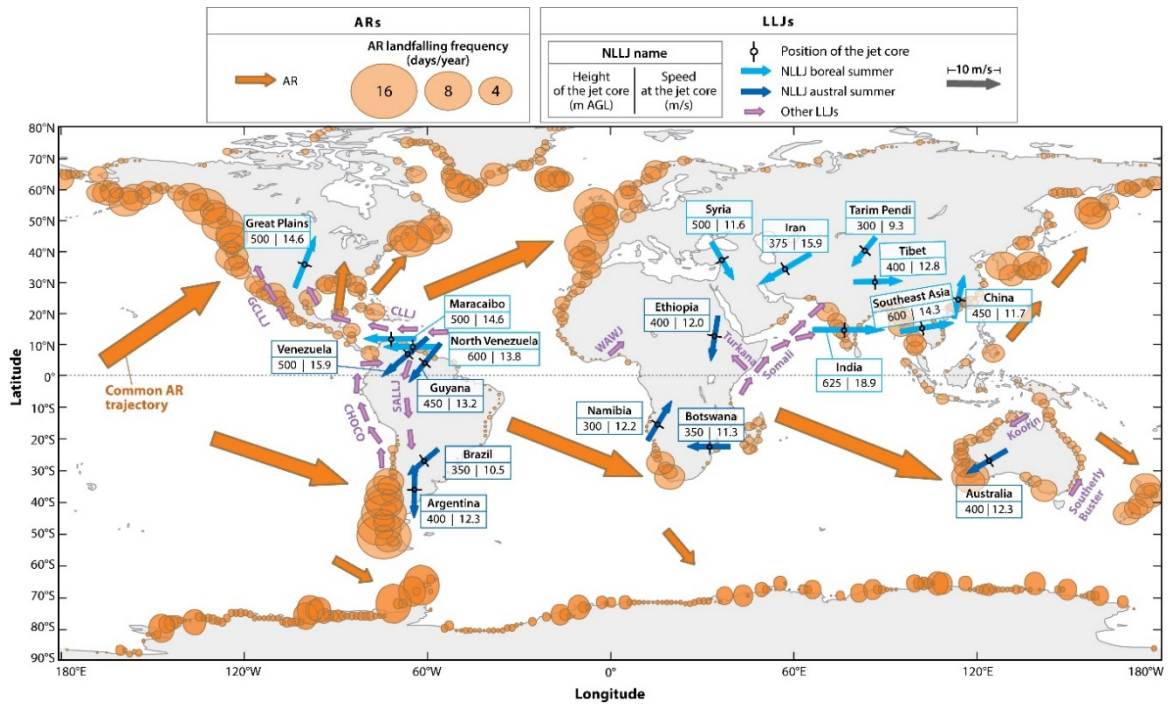 ARs
AR landfalling frequency
(days/year)
AR
16
8
4
LLJs
NLLJ name
Height
of the jet core
(m AGL)
Speed
at the jet core
(m/s)
Position of the jet core
NLLJ boreal summer
NLLJ austral summer
Other LLJs
10 m/s
80°N
70°N
60°N
50°N
40°N
30°N
20°N
10°N
0°
10°S
20°S
30°S
40°S
50°S
60°S
70°S
80°S
90°S
Latitude
Great Plains
500 | 14.6
GCLLJ
CLLJ
Maracaibo
500 | 14.6
North Venezuela
600 | 13.8
Venezuela
500 | 15.9
Guyana
450 | 13.2
SALLJ
CHOCO
Brazil
350 | 10.5
Argentina
400 | 12.3
Common AR
trajectory
Syria
500 | 11.6
Iran
375 | 15.9
Tarim Pendi
300 | 9.3
Tibet
400 | 12.8
Southeast Asia
600 | 14.3
China
450 | 11.7
Ethiopia
400 | 12.0
WAWJ
Turkana
Somali
India
625 | 18.9
Namibia
300 | 12.2
Botswana
350 | 11.3
Koorin
Australia
400 | 12.3
Southerly
Buster
180°W
120°W
60°W
0°
60°E
120°E
180°W
Longitude